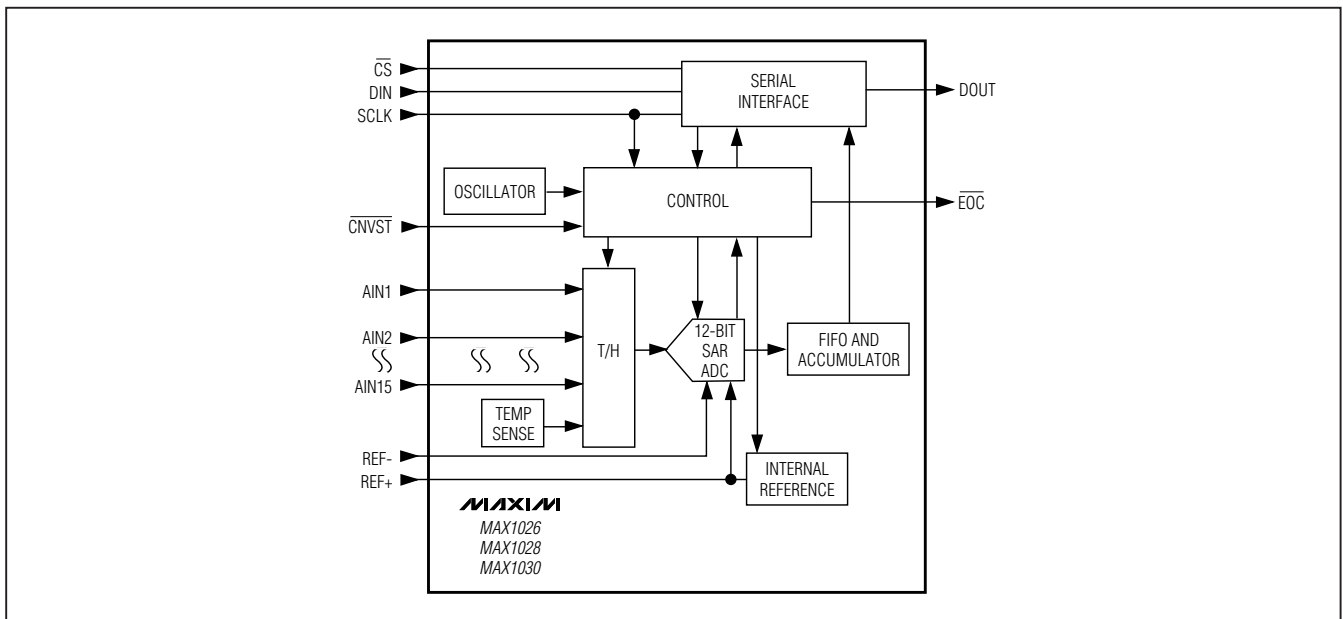 CS
DIN
SCLK
SERIAL
INTERFACE
DOUT
OSCILLATOR
CONTROL
EOC
CNVST
AIN1
AIN2
AIN15
T/H
12-BIT
SAR
ADC
FIFO AND
ACCUMULATOR
TEMP
SENSE
REF-
REF+
INTERNAL
REFERENCE
MAXIM
MAX1026
MAX1028
MAX1030